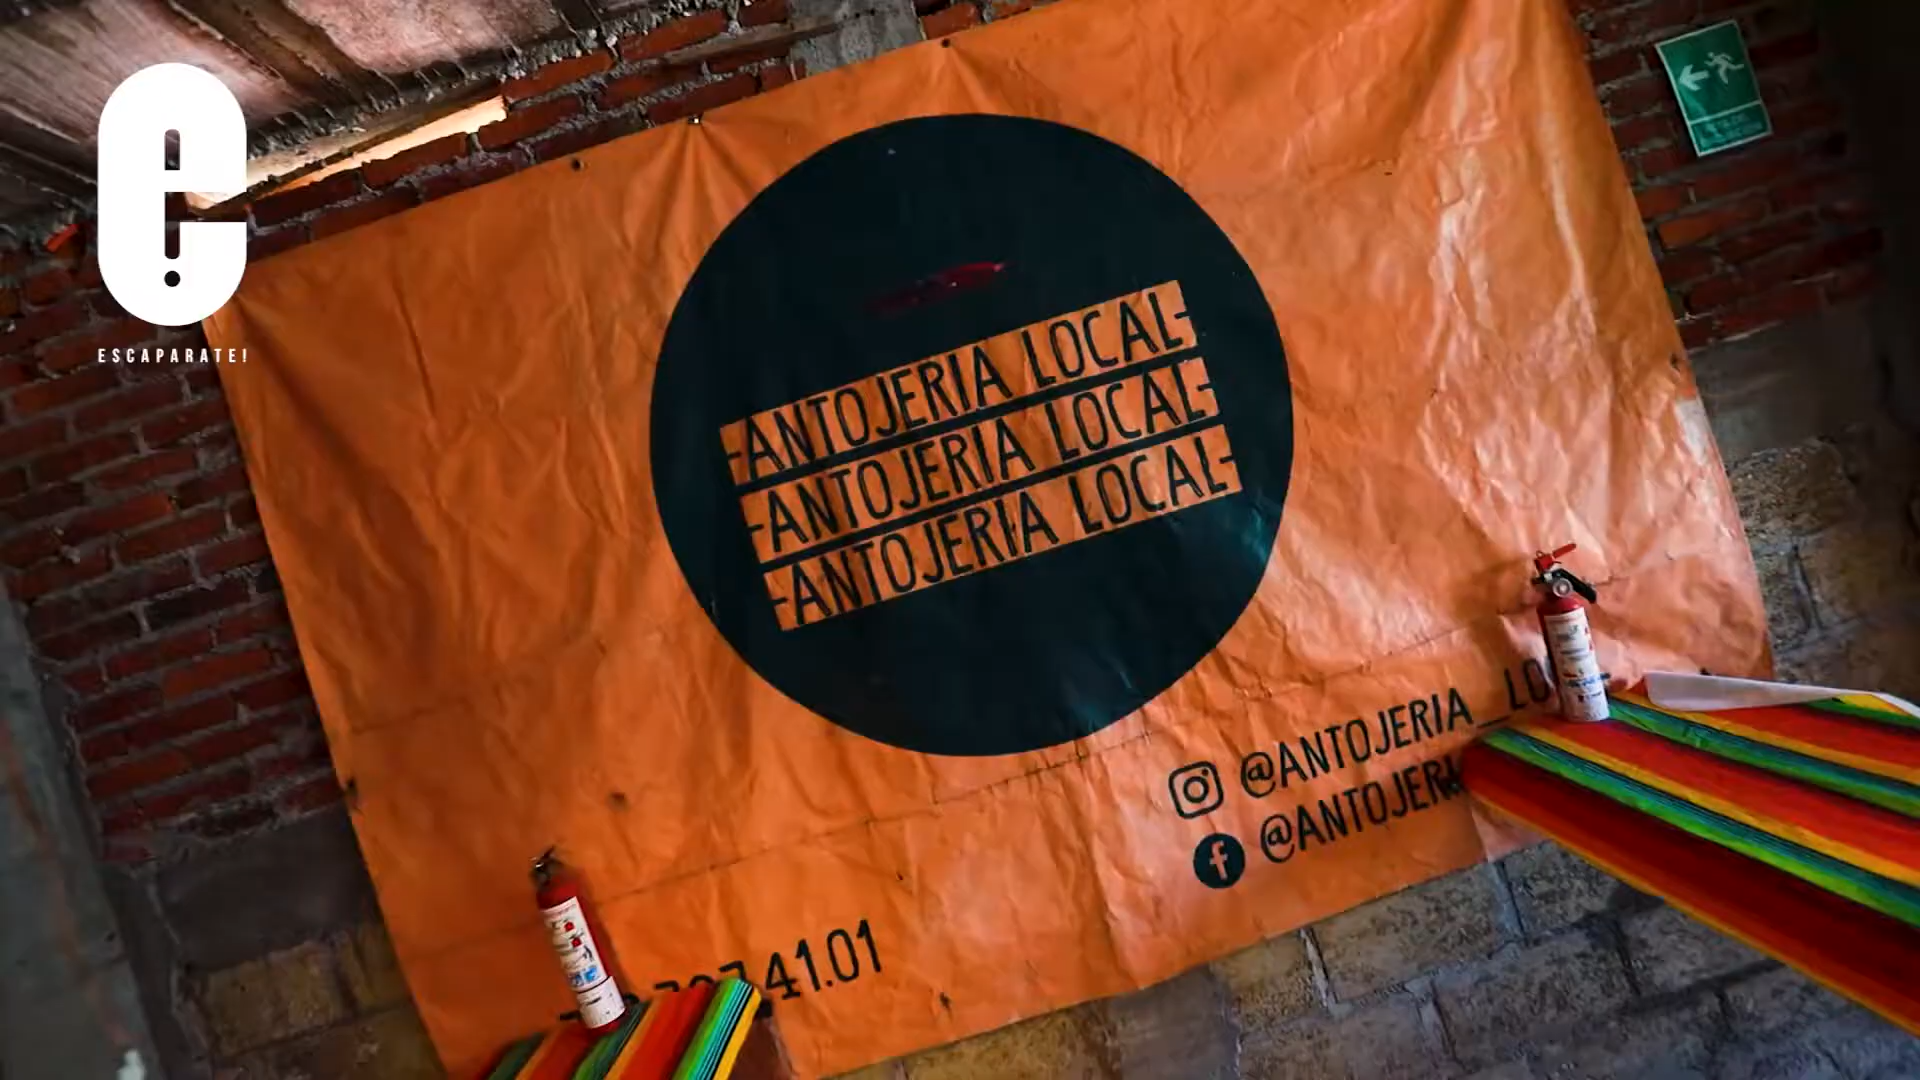 e
ESCAPARATE!
-ANTOJERIA LOCAL-
-ANTOJERIA LOCAL-
-ANTOJERIA LOCAL-
@ANTOJERIA_LO
@ANTOJERI
41.01